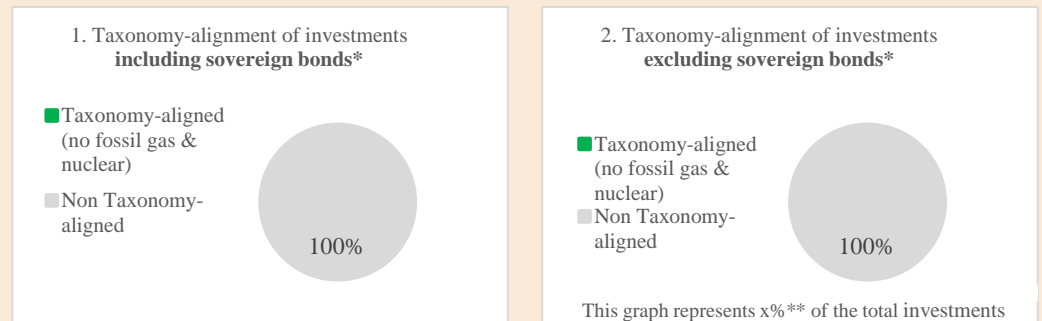 1. Taxonomy-alignment of investments
including sovereign bonds*
Taxonomy-aligned
(no fossil gas &
nuclear)
Non Taxonomy-
aligned
100%
2. Taxonomy-alignment of investments
excluding sovereign bonds*
Taxonomy-aligned
(no fossil gas &
nuclear)
Non Taxonomy-
aligned
100%
This graph represents x%** of the total investments